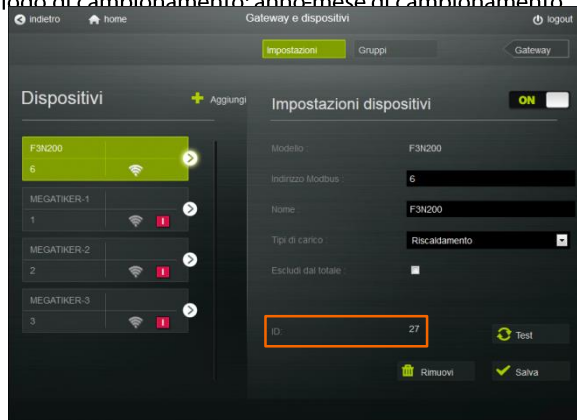 indietro home Gateway e dispositivi logout
Impostazioni Gruppi Gateway
Dispositivi Aggiungi
F3N200
6
MEGATIKER-1
1 I
MEGATIKER-2
2 I
MEGATIKER-3
3 I
Impostazioni dispositivi ON
Modello : F3N200
Indirizzo Modbus : 6
Nome : F3N200
Tipi di carico : Riscaldamento
Escludi dal totale :
ID: 27
Test
Rimuovi Salva